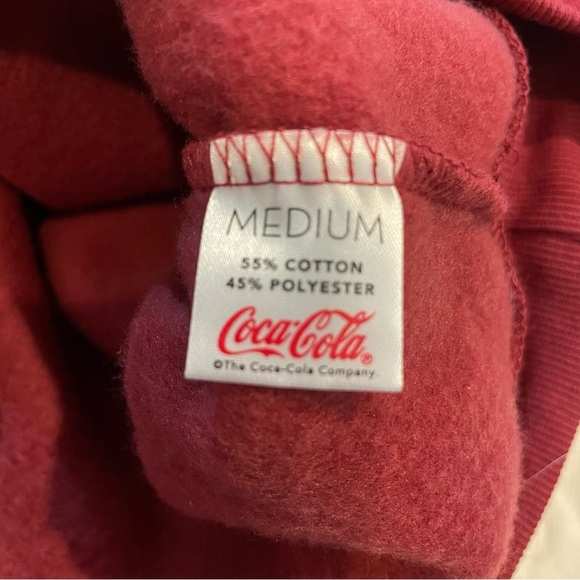 MEDIUM
55% COTTON
45% POLYESTER
Coca-Cola®
©The Coca-Cola Company.